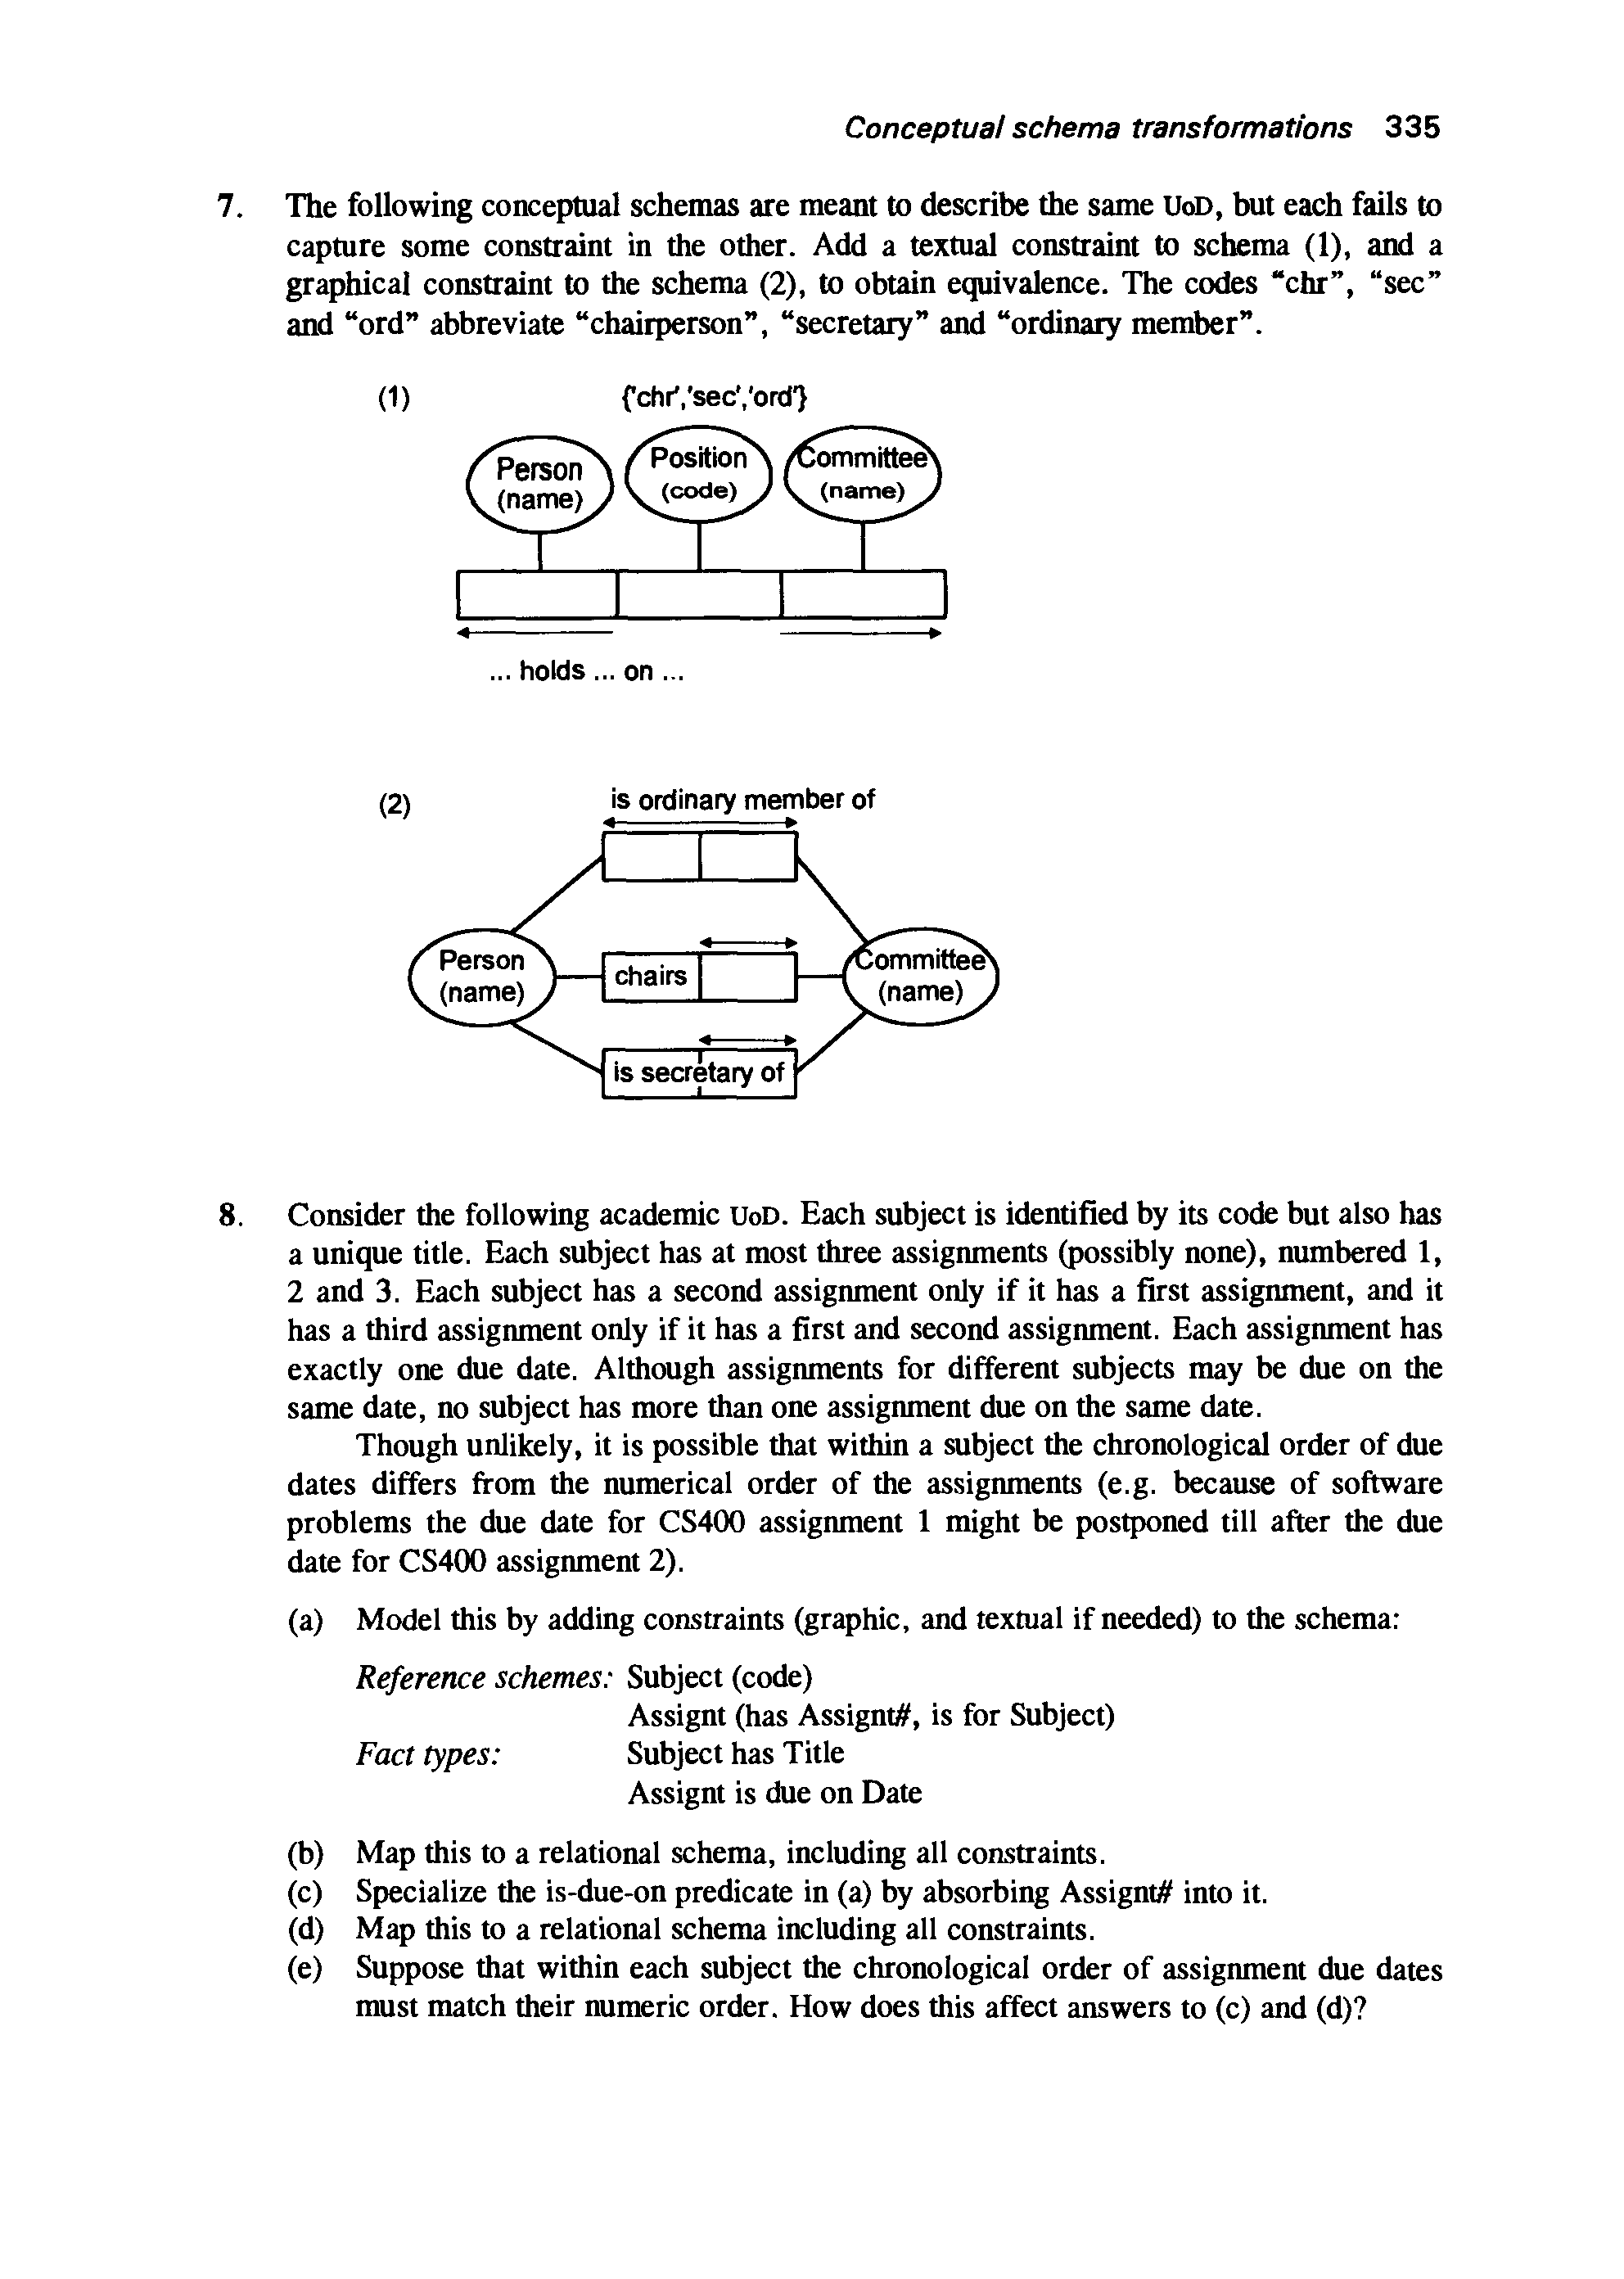 Conceptual schema transformations 335
7. The following conceptual schemas are meant to describe the same UoD, but each fails to
capture some constraint in the other. Add a textual constraint to schema (1), and a
graphical constraint to the schema (2), to obtain equivalence. The codes “chr”, “sec”
and “ord” abbreviate “chairperson”, “secretary” and “ordinary member”.
(1) {'chr','sec','ord'}
Person
(name)
Position
(code)
Committee
(name)
... holds ... on ...
(2) is ordinary member of
Person
(name)
chairs
Committee
(name)
is secretary of
8. Consider the following academic UoD. Each subject is identified by its code but also has
a unique title. Each subject has at most three assignments (possibly none), numbered 1,
2 and 3. Each subject has a second assignment only if it has a first assignment, and it
has a third assignment only if it has a first and second assignment. Each assignment has
exactly one due date. Although assignments for different subjects may be due on the
same date, no subject has more than one assignment due on the same date.
Though unlikely, it is possible that within a subject the chronological order of due
dates differs from the numerical order of the assignments (e.g. because of software
problems the due date for CS400 assignment 1 might be postponed till after the due
date for CS400 assignment 2).
(a) Model this by adding constraints (graphic, and textual if needed) to the schema:
Reference schemes: Subject (code)
Assignt (has Assignt#, is for Subject)
Fact types: Subject has Title
Assignt is due on Date
(b) Map this to a relational schema, including all constraints.
(c) Specialize the is-due-on predicate in (a) by absorbing Assignt# into it.
(d) Map this to a relational schema including all constraints.
(e) Suppose that within each subject the chronological order of assignment due dates
must match their numeric order. How does this affect answers to (c) and (d)?